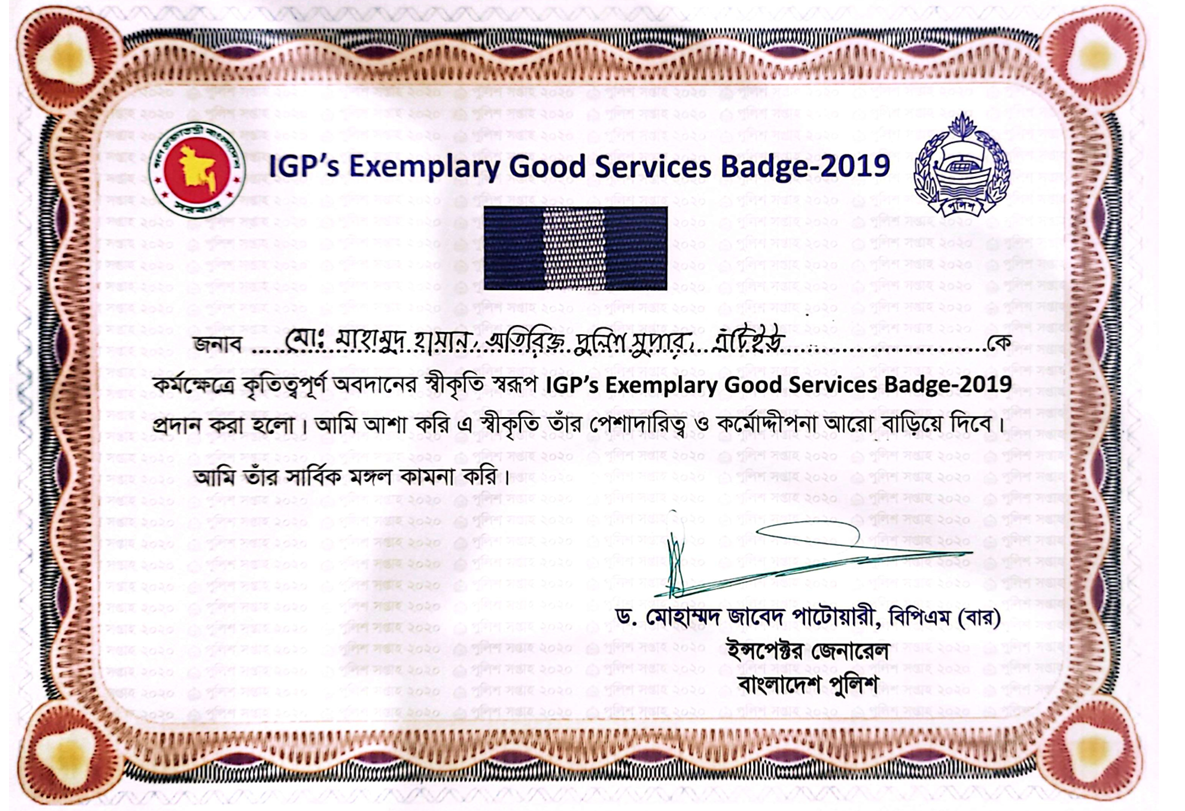 IGP’s Exemplary Good Services Badge-2019
গণপ্রজাতন্ত্রী বাংলাদেশ
সরকার
পুলিশ
জনাব .....মোঃ মাহামুদ হাসান, অতিরিক্ত পুলিশ সুপার, এটিইউ.....কে
কর্মক্ষেত্রে কৃতিত্বপূর্ণ অবদানের স্বীকৃতি স্বরূপ IGP’s Exemplary Good Services Badge-2019
প্রদান করা হলো। আমি আশা করি এ স্বীকৃতি তাঁর পেশাদারিত্ব ও কর্মোদ্দীপনা আরো বাড়িয়ে দিবে।
আমি তাঁর সার্বিক মঙ্গল কামনা করি।
ড. মোহাম্মদ জাবেদ পাটোয়ারী, বিপিএম (বার)
ইন্সপেক্টর জেনারেল
বাংলাদেশ পুলিশ
পুলিশ সপ্তাহ ২০২০